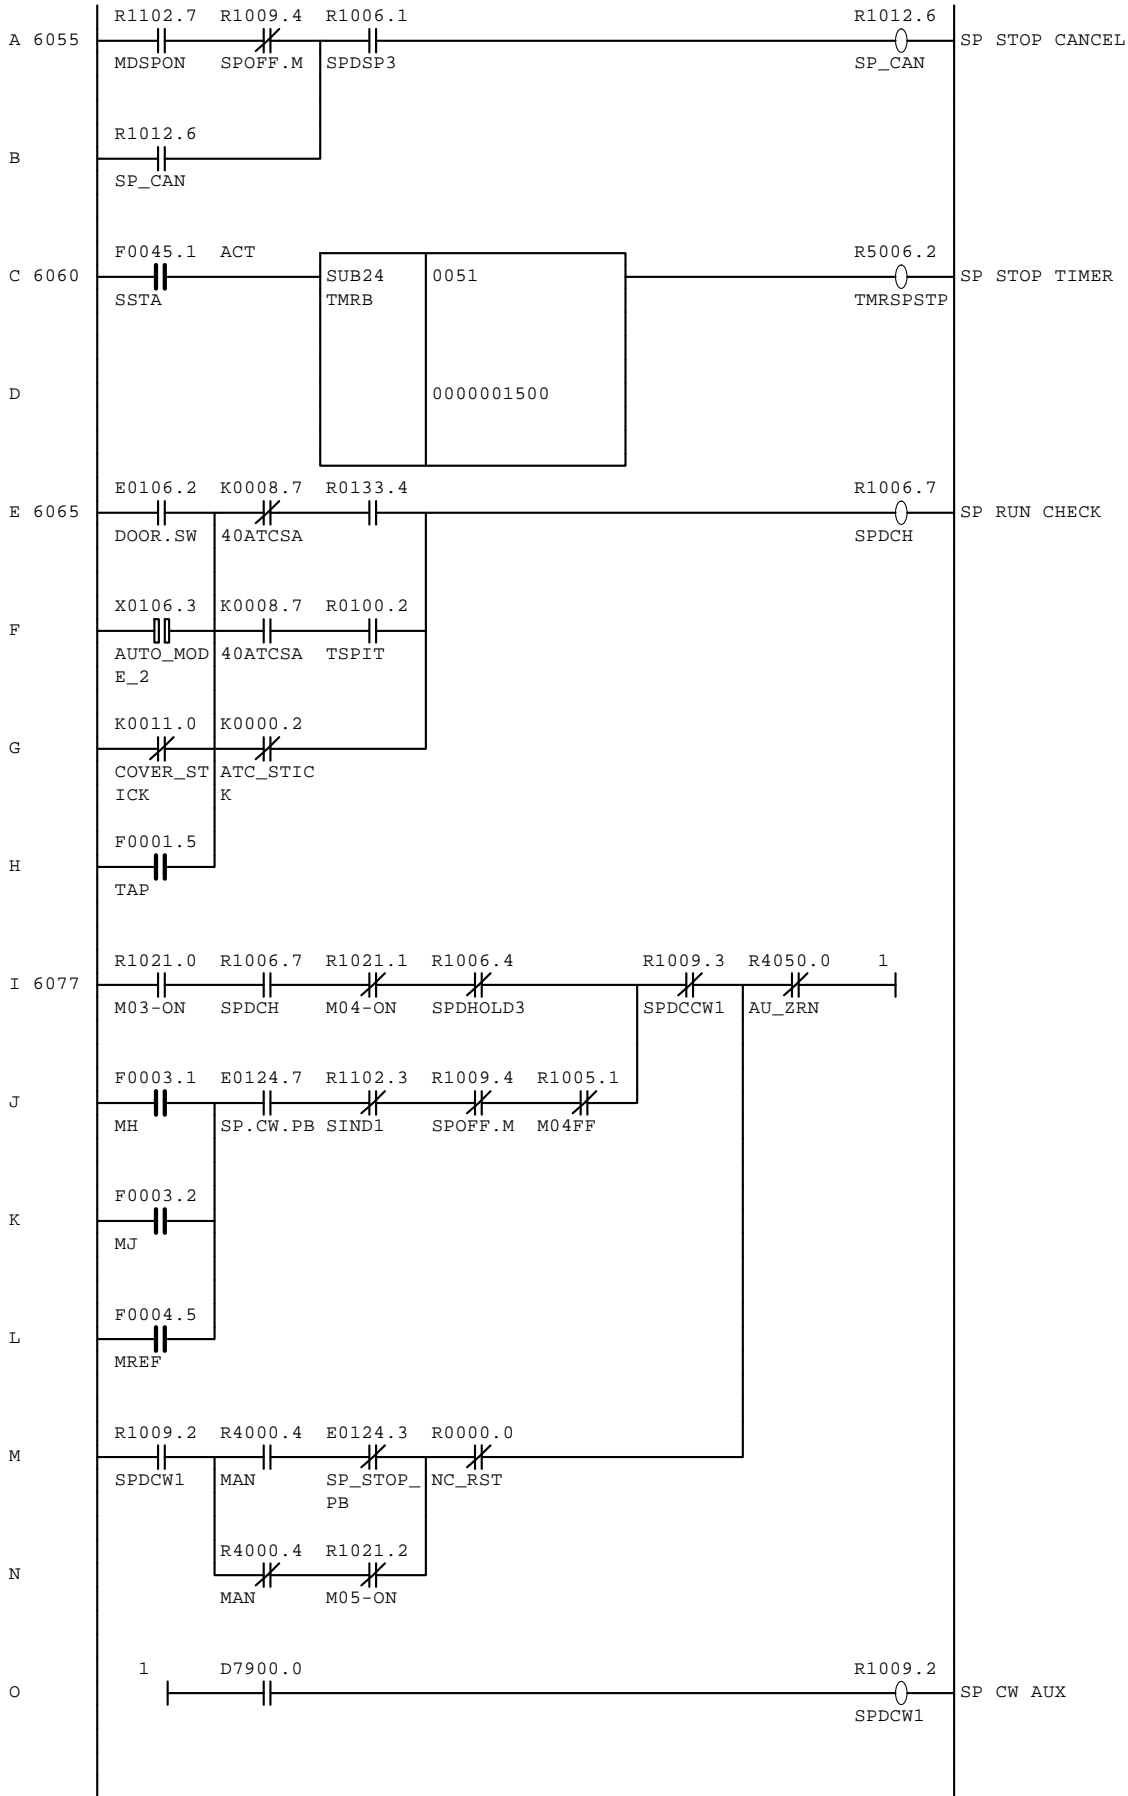 R1102.7 R1009.4 R1006.1 R1012.6
A 6055 SP STOP CANCEL
MDSPON SPOFF.M SPDSP3 SP_CAN
R1012.6
B
SP_CAN
F0045.1 ACT R5006.2
C 6060 SUB24 0051 SP STOP TIMER
SSTA TMRB TMRSPSTP
D 0000001500
E0106.2 K0008.7 R0133.4 R1006.7
E 6065 SP RUN CHECK
DOOR.SW 40ATCSA SPDCH
X0106.3 K0008.7 R0100.2
F
AUTO_MOD 40ATCSA TSPIT
E_2
K0011.0 K0000.2
G
COVER_ST ATC_STIC
ICK K
F0001.5
H
TAP
R1021.0 R1006.7 R1021.1 R1006.4 R1009.3 R4050.0 1
I 6077
M03-ON SPDCH M04-ON SPDHOLD3 SPDCCW1 AU_ZRN
F0003.1 E0124.7 R1102.3 R1009.4 R1005.1
J
MH SP.CW.PB SIND1 SPOFF.M M04FF
F0003.2
K
MJ
F0004.5
L
MREF
R1009.2 R4000.4 E0124.3 R0000.0
M
SPDCW1 MAN SP_STOP_ NC_RST
PB
R4000.4 R1021.2
N
MAN M05-ON
1 D7900.0 R1009.2
O SP CW AUX
SPDCW1